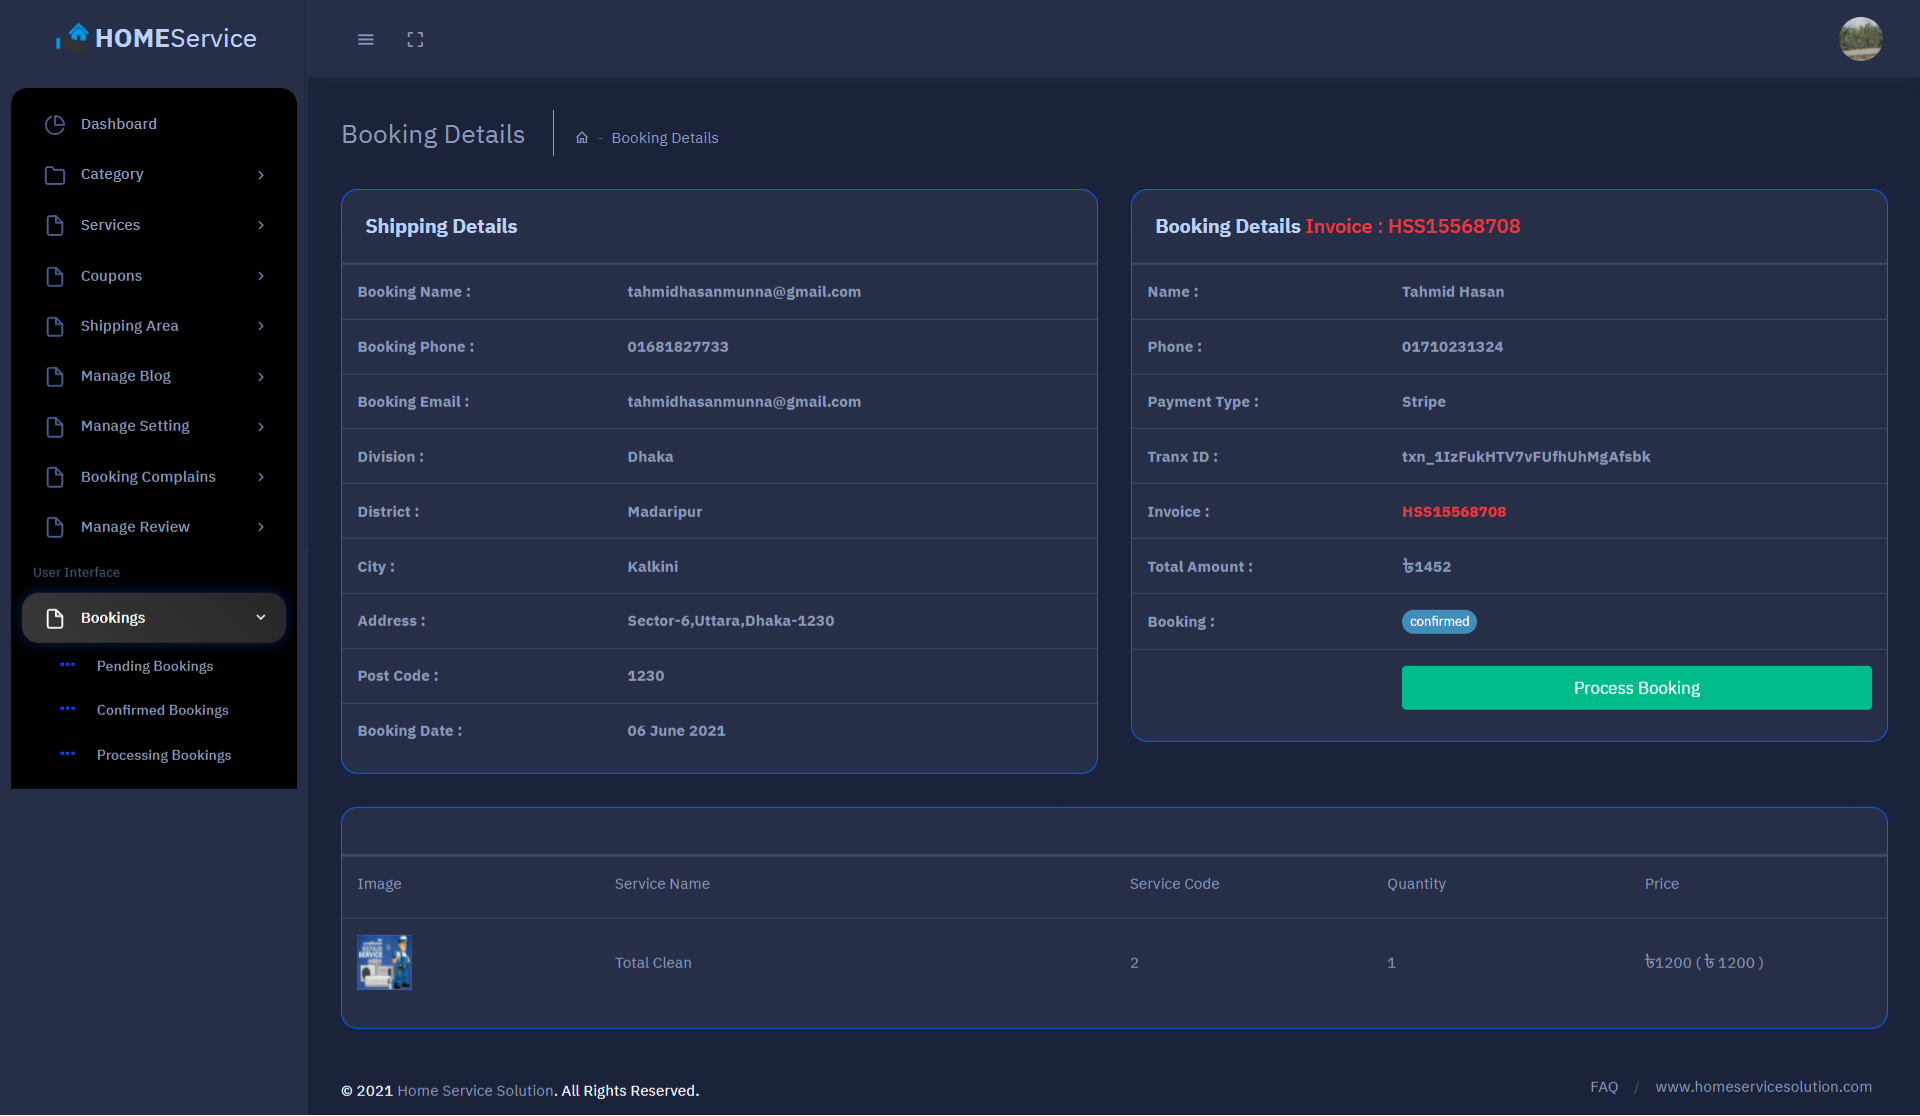 HOMEService
Dashboard
Category
Services
Coupons
Shipping Area
Manage Blog
Manage Setting
Booking Complains
Manage Review
User Interface
Bookings
Pending Bookings
Confirmed Bookings
Processing Bookings
Booking Details
- Booking Details
Shipping Details
Booking Name : tahmidhasanmunna@gmail.com
Booking Phone : 01681827733
Booking Email : tahmidhasanmunna@gmail.com
Division : Dhaka
District : Madaripur
City : Kalkini
Address : Sector-6,Uttara,Dhaka-1230
Post Code : 1230
Booking Date : 06 June 2021
Booking Details Invoice : HSS15568708
Name : Tahmid Hasan
Phone : 01710231324
Payment Type : Stripe
Tranx ID : txn_1IzFukHTV7vFUfhUhMgAfsbk
Invoice : HSS15568708
Total Amount : ৳1452
Booking : confirmed
Process Booking
Image Service Name Service Code Quantity Price
REPAIR
SERVICE
Total Clean 2 1 ৳1200 ( ৳ 1200 )
© 2021 Home Service Solution. All Rights Reserved.
FAQ / www.homeservicesolution.com